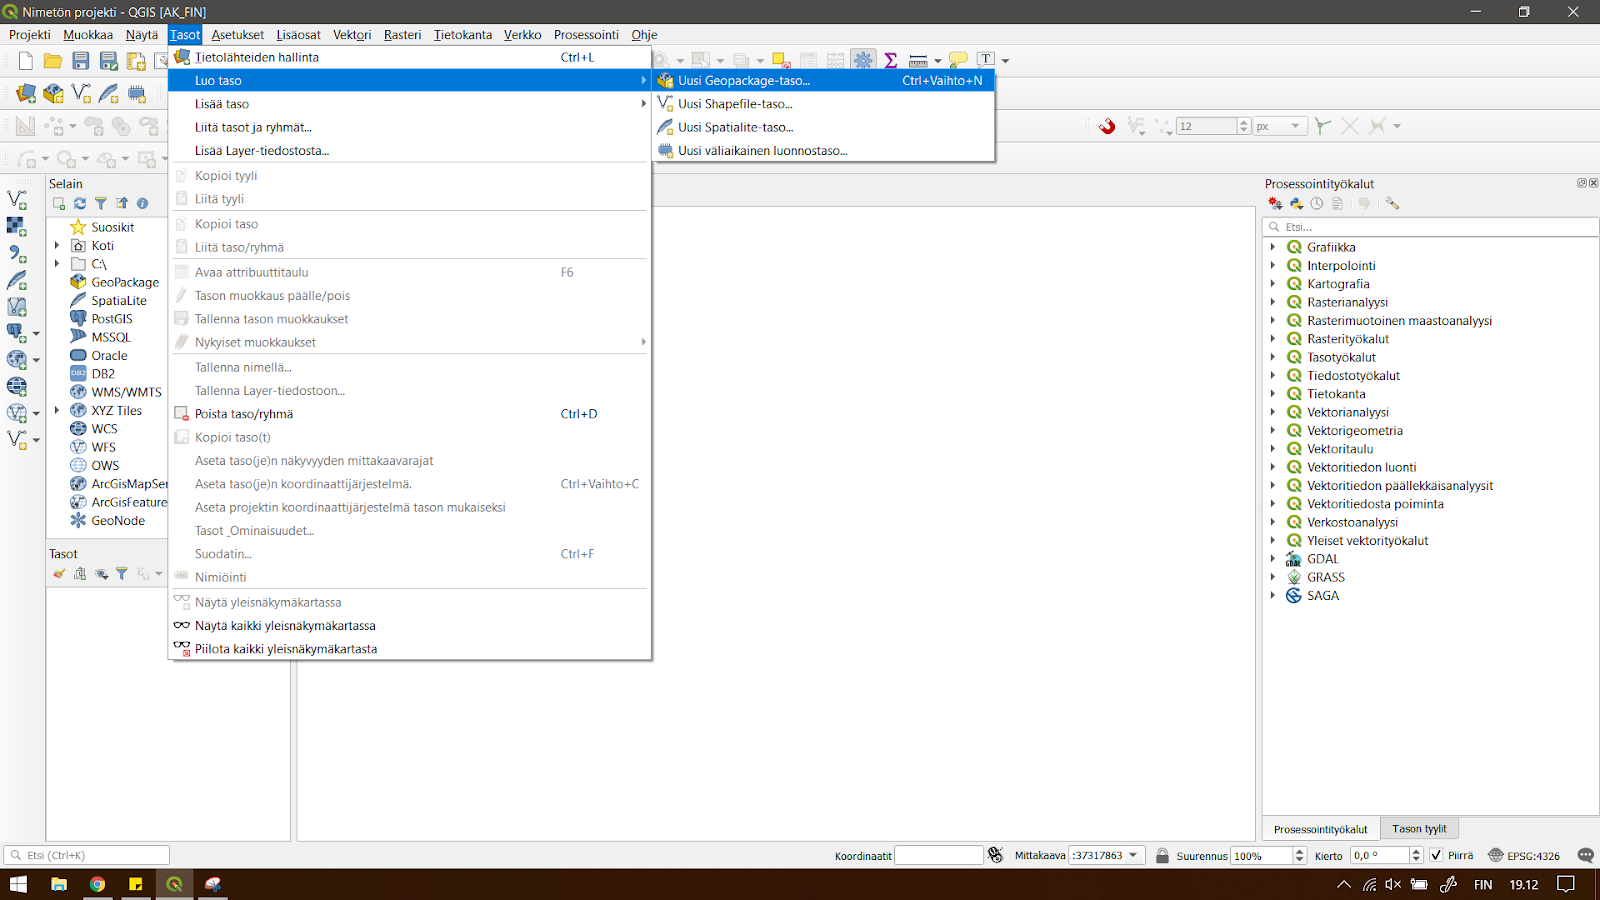 Nimetön projekti - QGIS [AK_FIN]
Projekti Muokkaa Näytä Tasot Asetukset Lisäosat Vektori Rasteri Tietokanta Verkko Prosessointi Ohje
Tietolähteiden hallinta Ctrl+L
Luo taso
Lisää taso
Liitä tasot ja ryhmät...
Lisää Layer-tiedostosta...
Kopioi tyyli
Liitä tyyli
Kopioi taso
Liitä taso/ryhmä
Avaa attribuuttitaulu F6
Tason muokkaus päälle/pois
Tallenna tason muokkaukset
Nykyiset muokkaukset
Tallenna nimellä...
Tallenna Layer-tiedostoon...
Poista taso/ryhmä Ctrl+D
Kopioi taso(t)
Aseta taso(je)n näkyvyyden mittakaavarajat
Aseta taso(je)n koordinaattijärjestelmä. Ctrl+Vaihto+C
Aseta projektin koordinaattijärjestelmä tason mukaiseksi
Tasot _Ominaisuudet...
Suodatin... Ctrl+F
abc Nimiöinti
Näytä yleisnäkymäkartassa
Näytä kaikki yleisnäkymäkartassa
Piilota kaikki yleisnäkymäkartasta
Uusi Geopackage-taso... Ctrl+Vaihto+N
Uusi Shapefile-taso...
Uusi Spatialite-taso...
Uusi väliaikainen luonnostaso...
12 px
Selain
Suosikit
Koti
C:\
GeoPackage
SpatiaLite
PostGIS
MSSQL
Oracle
DB2 DB2
WMS/WMTS
XYZ Tiles
WCS
WFS
OWS
ArcGisMapSer
ArcGisFeature
GeoNode
Tasot
Prosessointityökalut
Etsi...
Grafiikka
Interpolointi
Kartografia
Rasterianalyysi
Rasterimuotoinen maastoanalyysi
Rasterityökalut
Tasotyökalut
Tiedostotyökalut
Tietokanta
Vektorianalyysi
Vektorigeometria
Vektoritaulu
Vektoritiedon luonti
Vektoritiedon päällekkäisanalyysit
Vektoritiedosta poiminta
Verkostoanalyysi
Yleiset vektorityökalut
GDAL GDAL
GRASS
SAGA
Prosessointityökalut Tason tyylit
Etsi (Ctrl+K) Koordinaatit Mittakaava :37317863 Suurennus 100% Kierto 0,0 ° Piirrä EPSG:4326
FIN 19.12